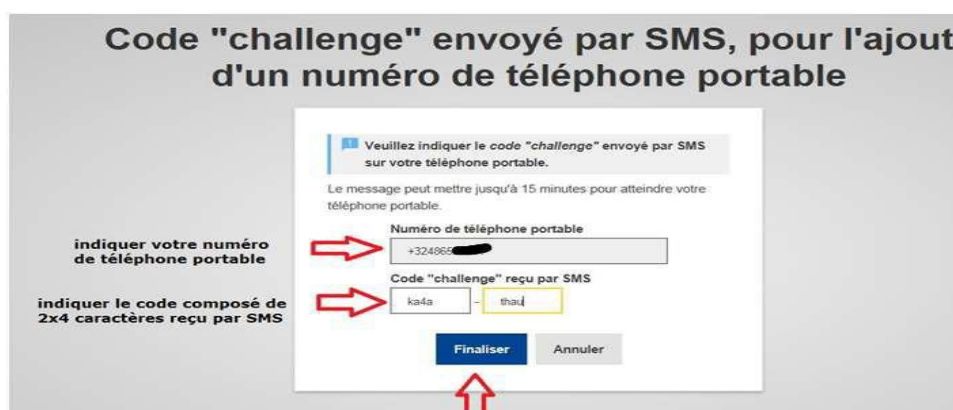 Code "challenge" envoyé par SMS, pour l'ajout
d'un numéro de téléphone portable
Veuillez indiquer le code "challenge" envoyé par SMS
sur votre téléphone portable.
Le message peut mettre jusqu'à 15 minutes pour atteindre votre
téléphone portable.
indiquer votre numéro
de téléphone portable
Numéro de téléphone portable
+324865
indiquer le code composé de
2x4 caractères reçu par SMS
Code "challenge" reçu par SMS
ka4a - thau
Finaliser Annuler